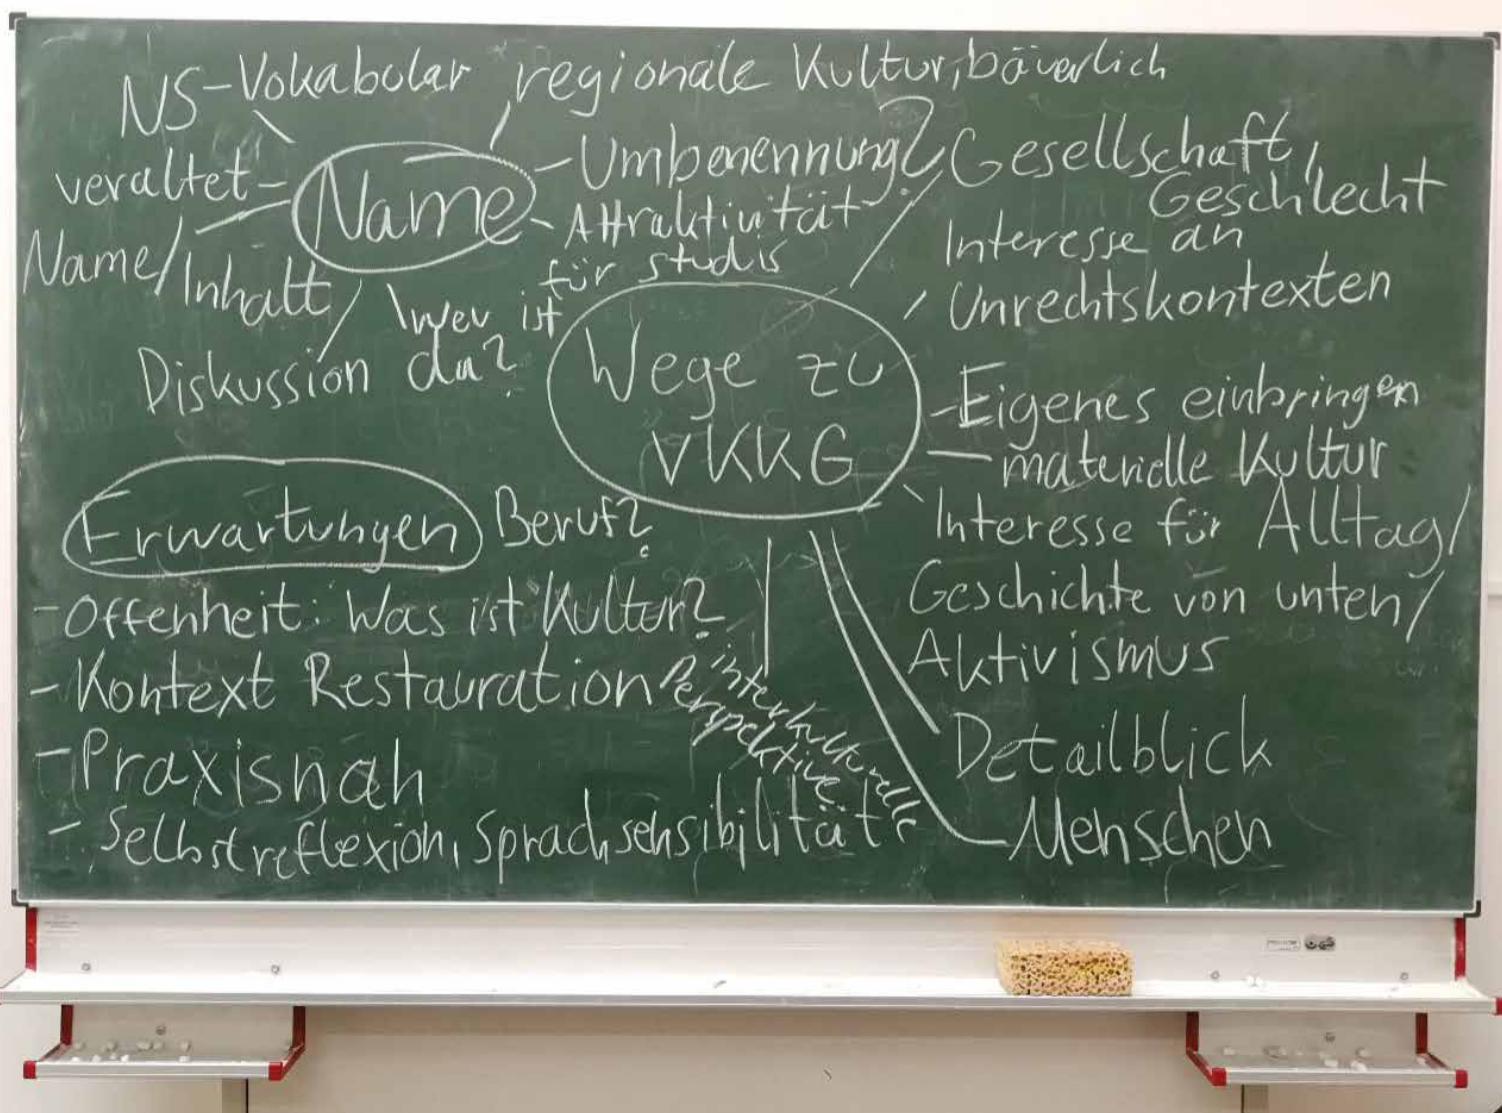 NS-Vokabular
regionale Kultur, bäuerlich
veraltet
Name
Umbenennung?
Attraktivität
für studis
Name/
Inhalt
Diskussion
wer ist
da?
Wege zu
VKKG
Gesellschaft,
Geschlecht
Interesse an
Unrechtskontexten
Eigenes einbringen
materielle Kultur
Interesse für Alltag/
Geschichte von unten/
Aktivismus
Detailblick
Menschen
interkulturelle
Perspektive
Erwartungen
Beruf?
- Offenheit: Was ist Kultur?
- Kontext Restauration
- Praxisnah
- Selbstreflexion, Sprachsensibilität